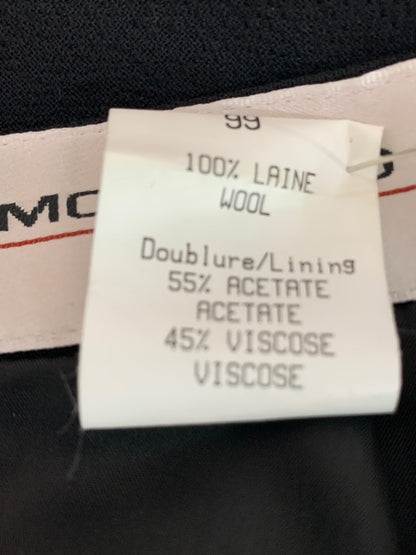 99
100% LAINE
WOOL
Doublure/Lining
55% ACETATE
ACETATE
45% VISCOSE
VISCOSE